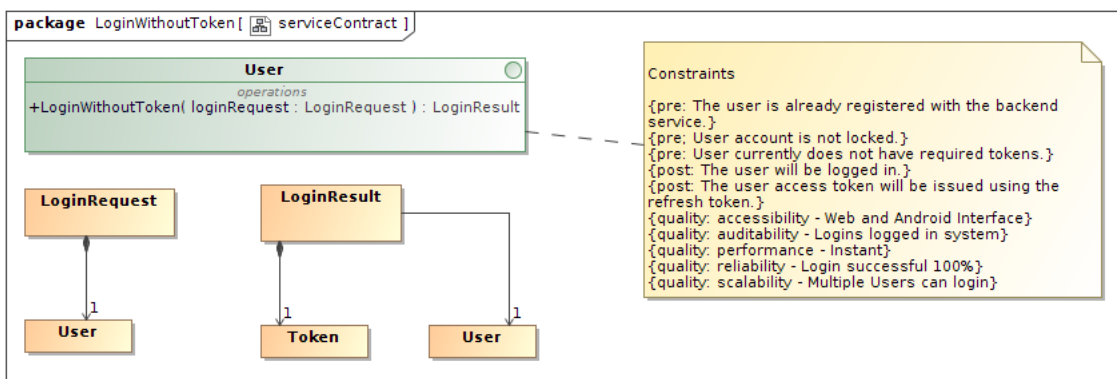 package LoginWithoutToken[ serviceContract ]
User
operations
+LoginWithoutToken( loginRequest : LoginRequest ) : LoginResult
Constraints
{pre: The user is already registered with the backend
service.}
{pre; User account is not locked.}
{pre: User currently does not have required tokens.}
{post: The user will be logged in.}
{post: The user access token will be issued using the
refresh token.}
{quality: accessibility - Web and Android Interface}
{quality: auditability - Logins logged in system}
{quality: performance - Instant}
{quality: reliability - Login successful 100%}
{quality: scalability - Multiple Users can login}
LoginRequest
LoginResult
1
1
1
User
Token
User